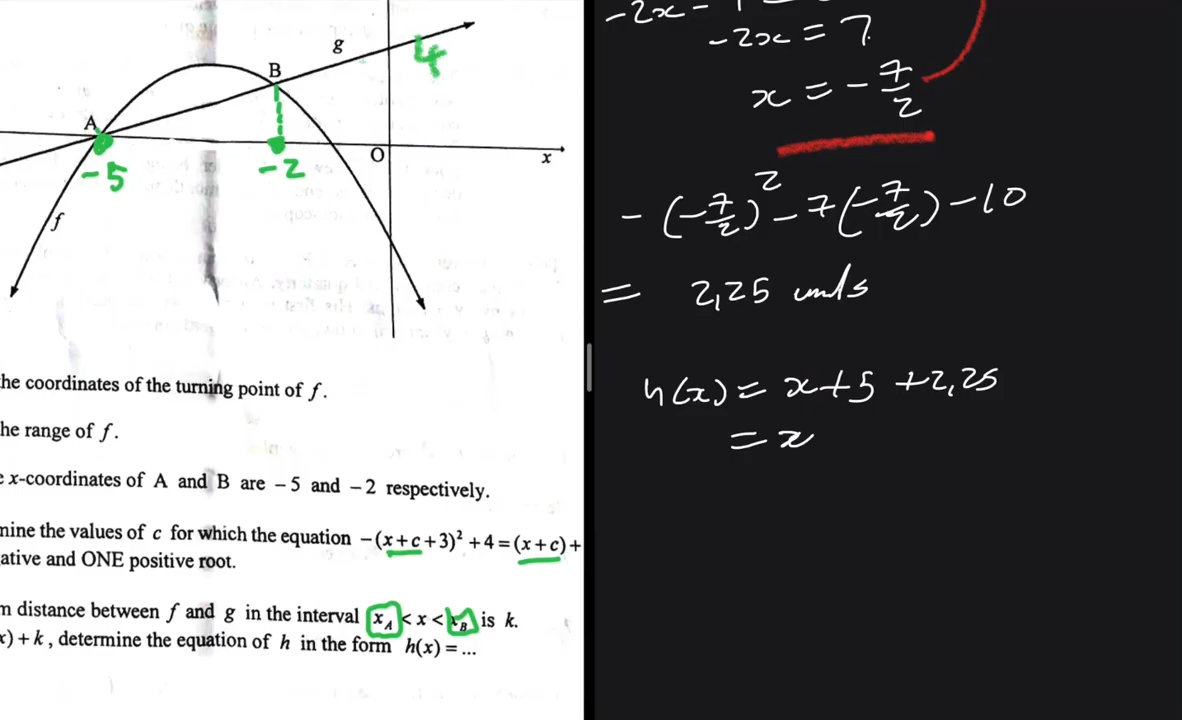 g
4
B
A
O
x
-5
-2
f
he coordinates of the turning point of f.
he range of f.
e x-coordinates of A and B are -5 and -2 respectively.
mine the values of c for which the equation -(x+c+3)²+4=(x+c)+
ative and ONE positive root.
m distance between f and g in the interval x_A < x < x_B is k.
x)+k, determine the equation of h in the form h(x)=...
-2x = 7
x = -7/2
-(-7/2)² -7(-7/2) -10
= 2,25 units
h(x) = x+5 +2,25
= x